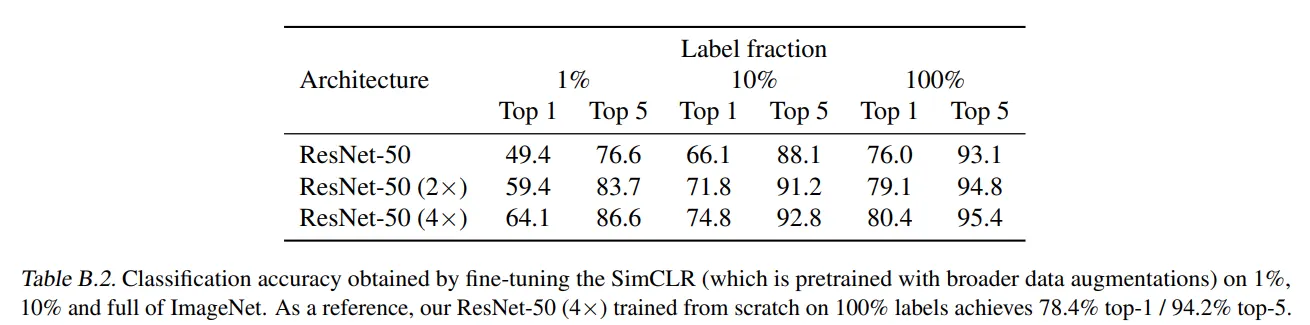 Label fraction
Architecture 1% 10% 100%
Top 1 Top 5 Top 1 Top 5 Top 1 Top 5
ResNet-50 49.4 76.6 66.1 88.1 76.0 93.1
ResNet-50 (2×) 59.4 83.7 71.8 91.2 79.1 94.8
ResNet-50 (4×) 64.1 86.6 74.8 92.8 80.4 95.4
Table B.2. Classification accuracy obtained by fine-tuning the SimCLR (which is pretrained with broader data augmentations) on 1%,
10% and full of ImageNet. As a reference, our ResNet-50 (4×) trained from scratch on 100% labels achieves 78.4% top-1 / 94.2% top-5.